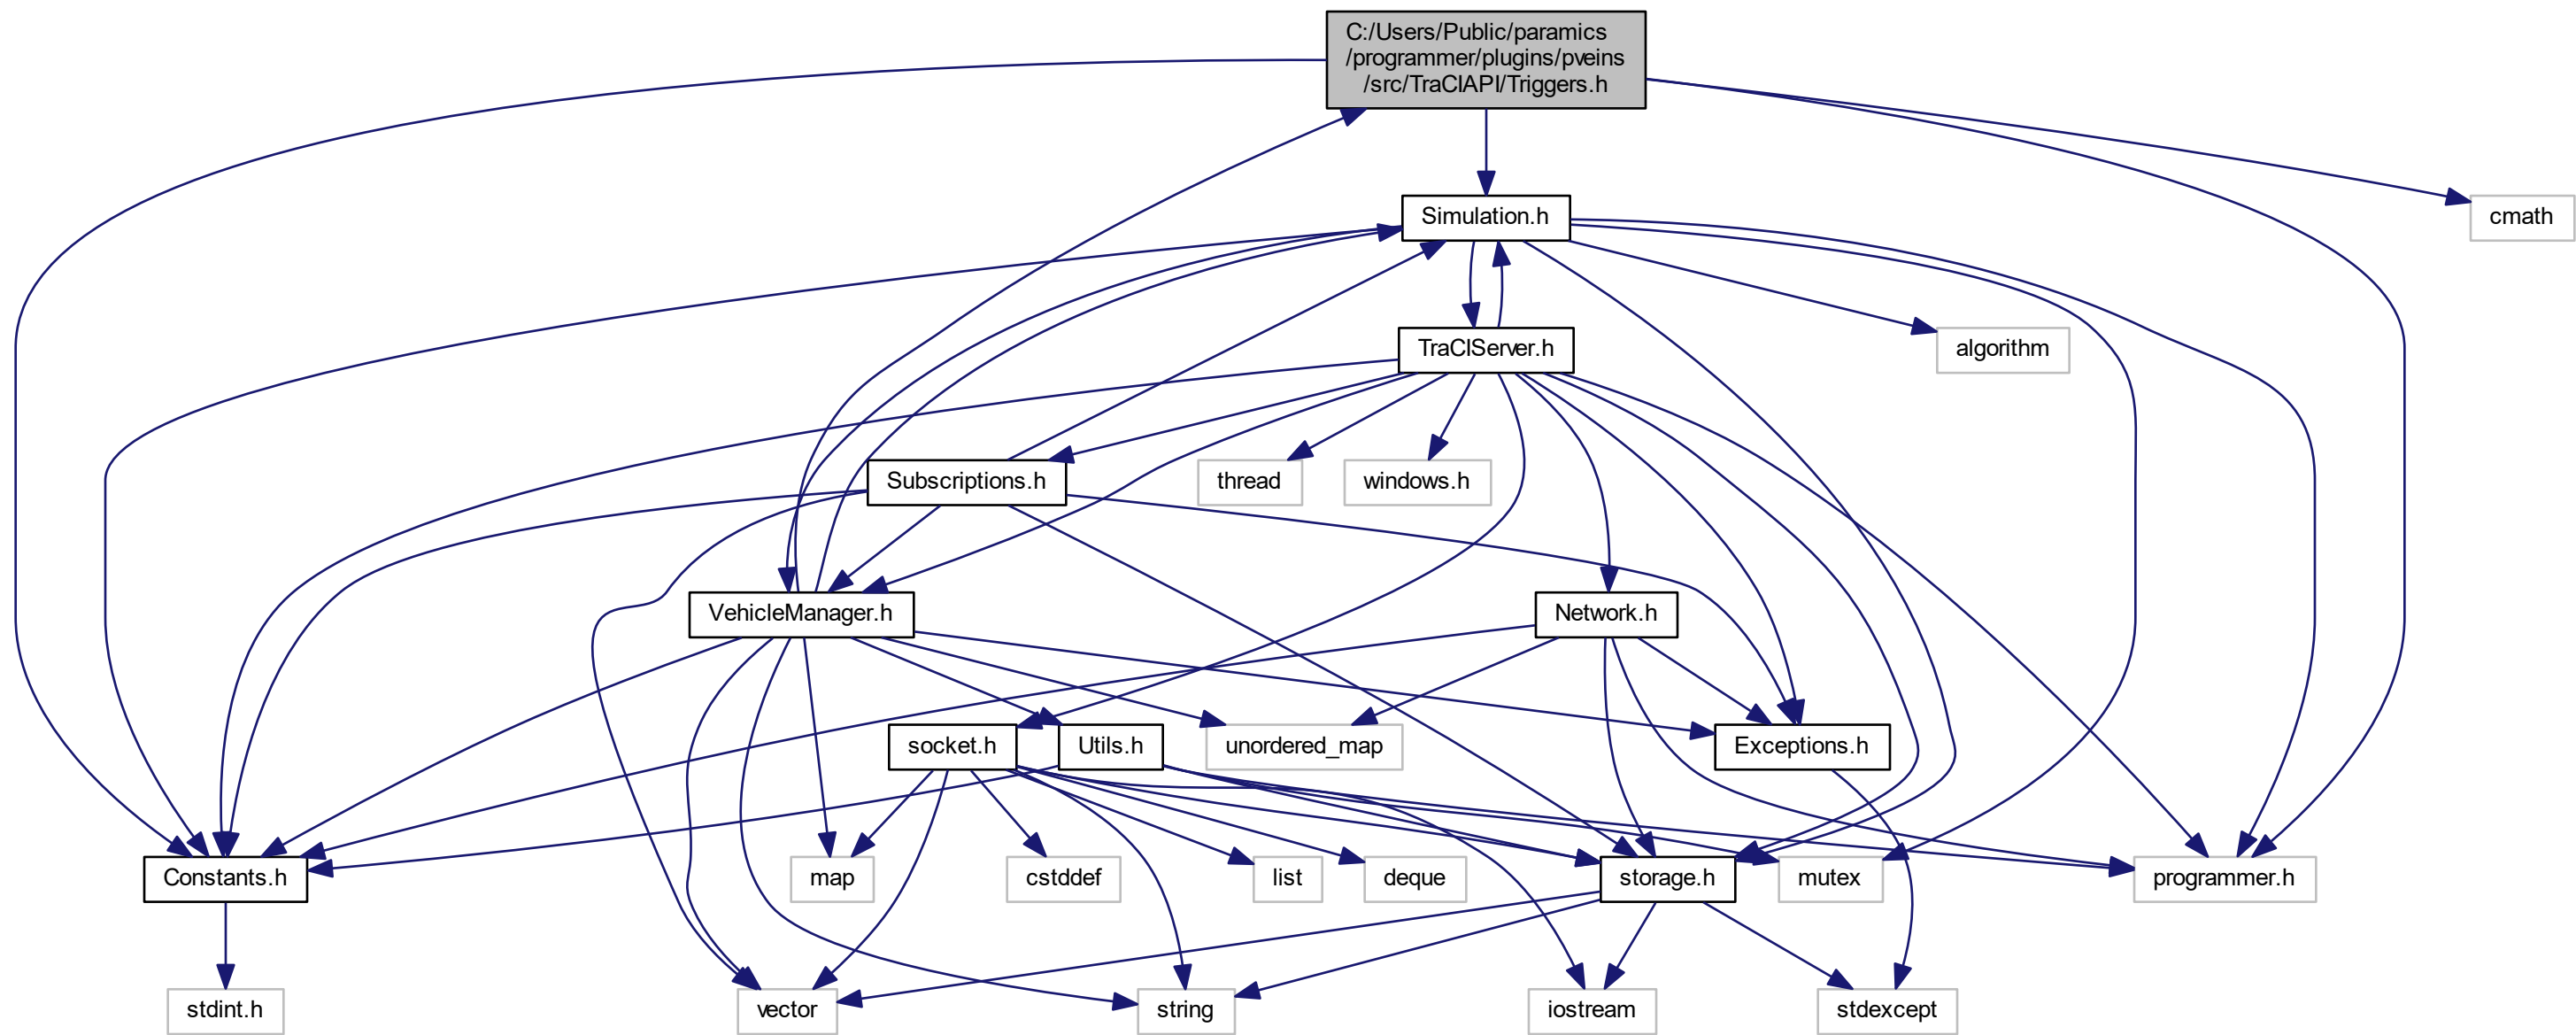 C:/Users/Public/paramics
/programmer/plugins/pveins
/src/TraCIAPI/Triggers.h
Simulation.h
cmath
TraCIServer.h
algorithm
Subscriptions.h
thread
windows.h
VehicleManager.h
Network.h
socket.h
Utils.h
unordered_map
Exceptions.h
Constants.h
map
cstddef
list
deque
storage.h
mutex
programmer.h
stdint.h
vector
string
iostream
stdexcept